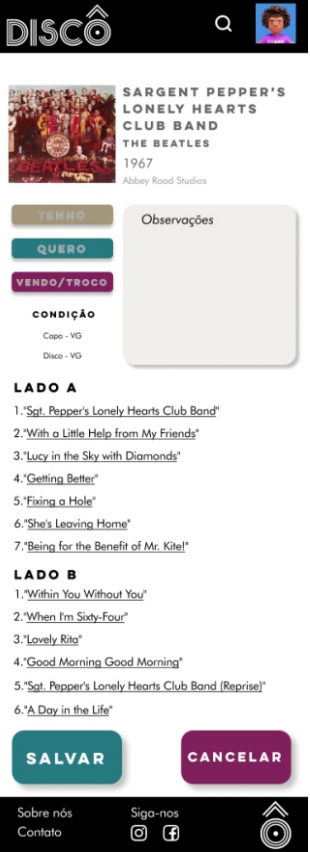 DISCÔ
SARGENT PEPPER'S
LONELY HEARTS
CLUB BAND
THE BEATLES
1967
Abbey Road Studios
BEATLES
TENHO
QUERO
VENDO/TROCO
Observações
CONDIÇÃO
Capa - VG
Disco - VG
LADO A
1."Sgt. Pepper's Lonely Hearts Club Band"
2."With a Little Help from My Friends"
3."Lucy in the Sky with Diamonds"
4."Getting Better"
5."Fixing a Hole"
6."She's Leaving Home"
7."Being for the Benefit of Mr. Kite!"
LADO B
1."Within You Without You"
2."When I'm Sixty-Four"
3."Lovely Rita"
4."Good Morning Good Morning"
5."Sgt. Pepper's Lonely Hearts Club Band (Reprise)"
6."A Day in the Life"
SALVAR
CANCELAR
Sobre nós
Siga-nos
Contato